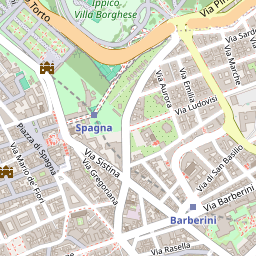 Ippico
Villa Borghese
Torto
Via Pi
Via Sard
Via Marche
Via Emilia
Via Aurora
Via Ludovisi
Spagna
Piazza di Spagna
Via Mario de' Fiori
Via Sistina
Via Gregoriana
Via di San Basilio
Via Barberini
Barberini
Via Rasella